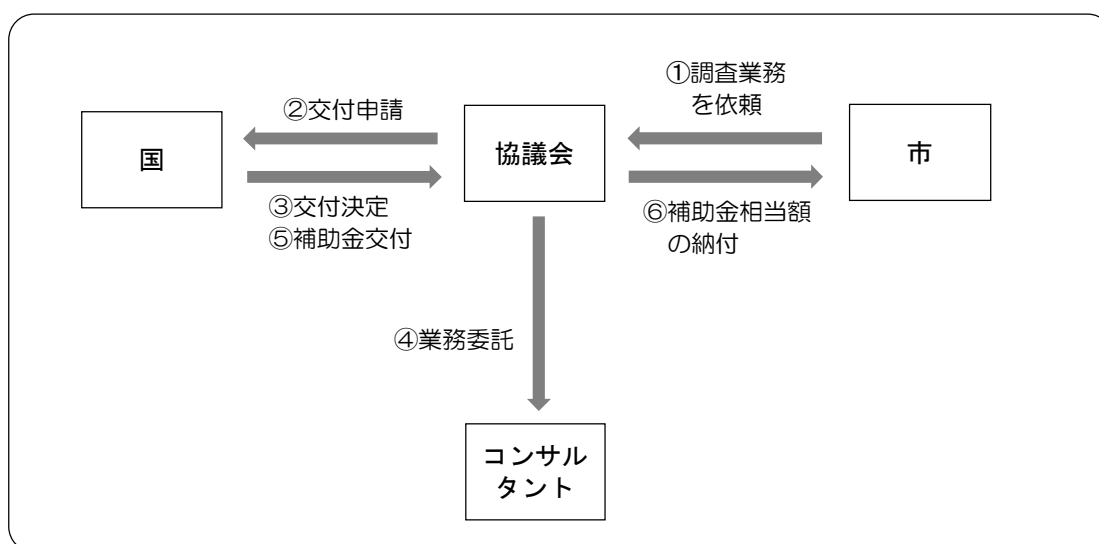 ①調査業務
を依頼
②交付申請
国
協議会
市
③交付決定
⑤補助金交付
⑥補助金相当額
の納付
④業務委託
コンサル
タント